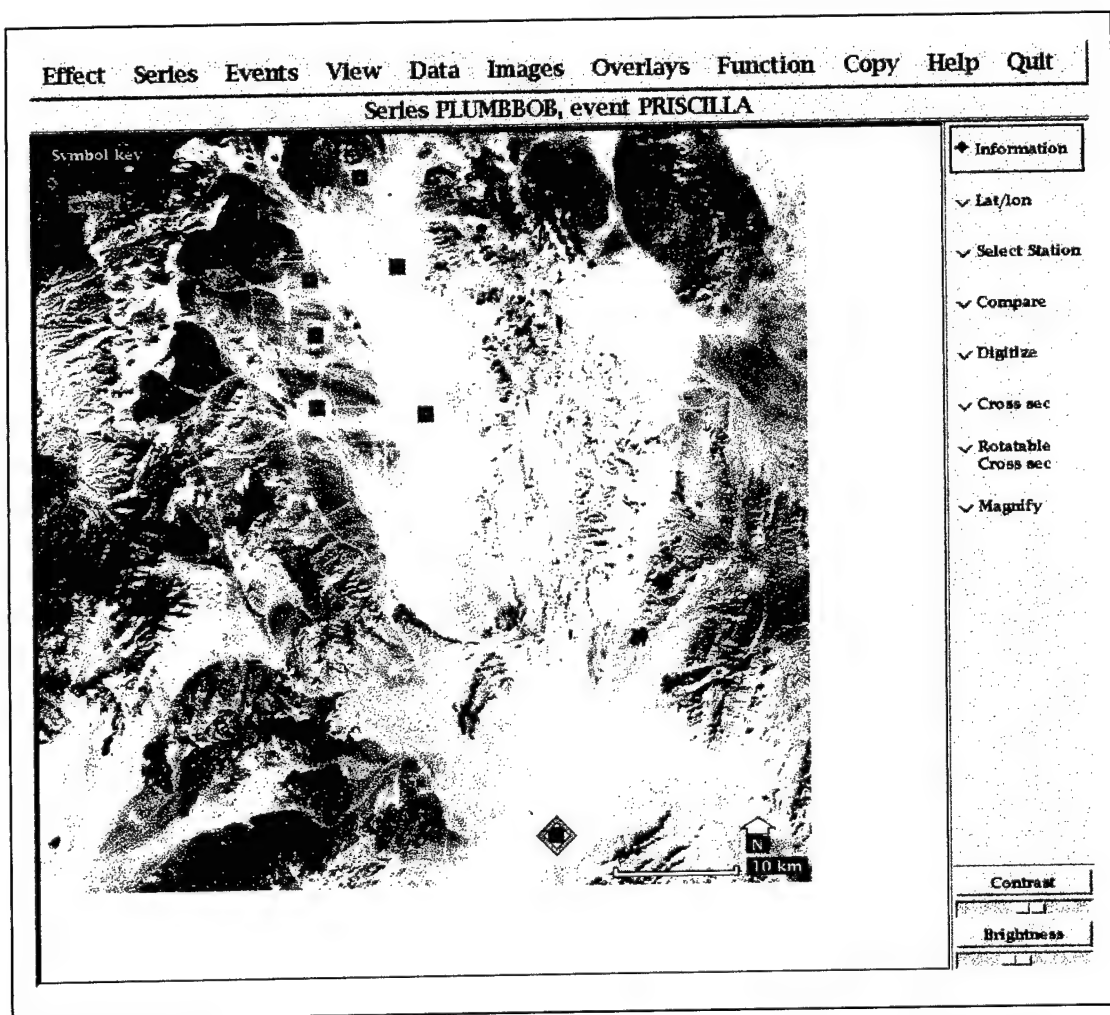 Effect Series Events View Data Images Overlays Function Copy Help Quit
Series PLUMBBOB, event PRISCILLA
Symbol key
Information
Lat/lon
Select Station
Compare
Digitize
Cross sec
Rotatable
Cross sec
Magnify
N
10 km
Contrast
Brightness